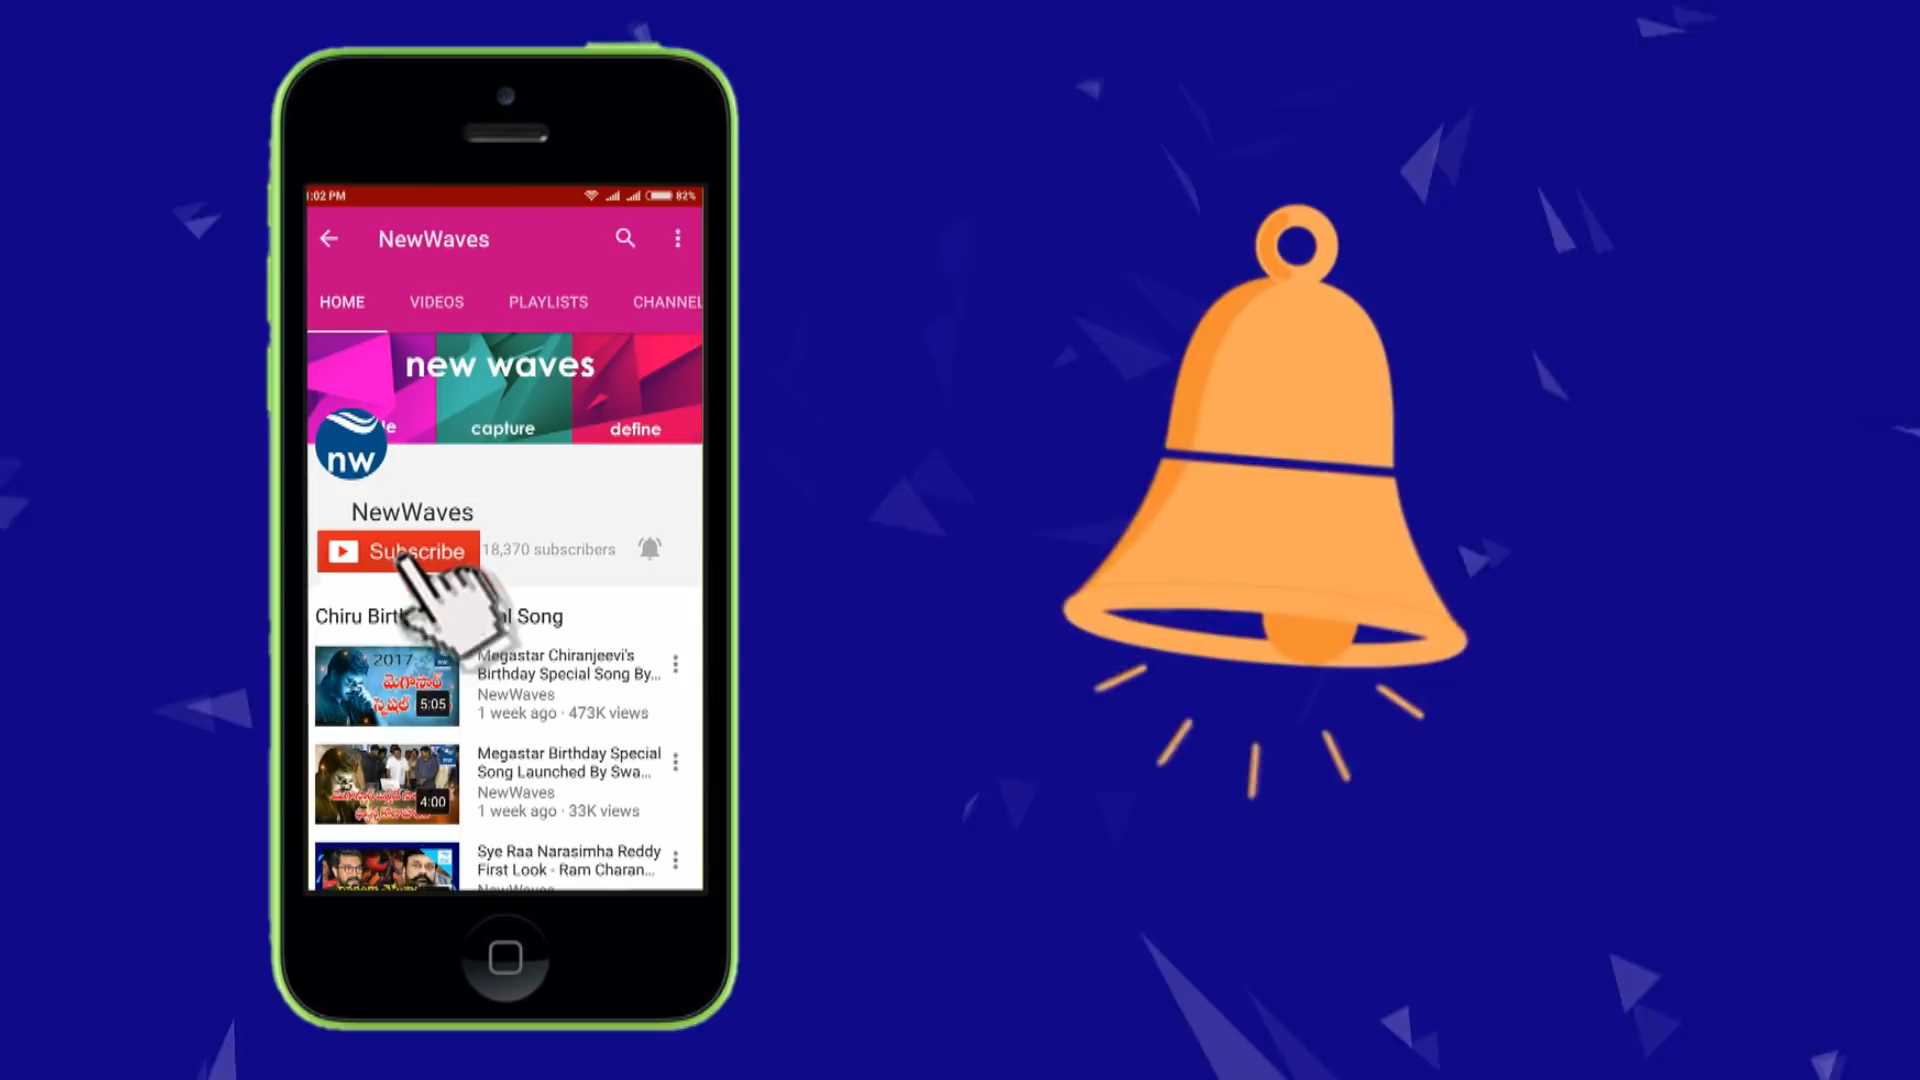 1:02 PM 82%
NewWaves
HOME VIDEOS PLAYLISTS CHANNEL
new waves
capture define
nw
NewWaves
Subscribe 18,370 subscribers
Song
2017
మెగాస్టార్
స్పెషల్
5:05
Megastar Chiranjeevi's
Birthday Special Song By...
NewWaves
1 week ago · 473K views
4:00
Megastar Birthday Special
Song Launched By Swa...
NewWaves
1 week ago · 33K views
Sye Raa Narasimha Reddy
First Look - Ram Charan...
NewWaves